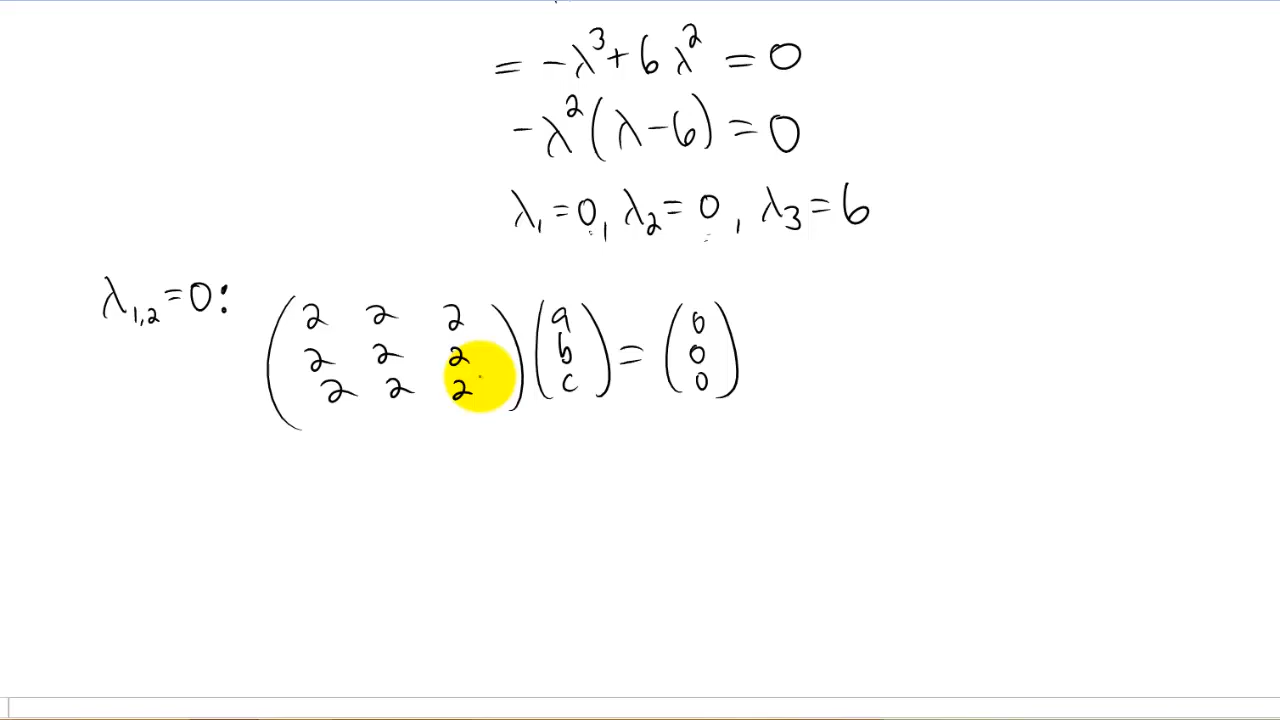 = -λ³ + 6λ² = 0
-λ²(λ-6) = 0
λ₁ = 0, λ₂ = 0, λ₃ = 6
λ₁,₂ = 0:
2 2 2 a 0
2 2 2 b = 0
2 2 2 c 0